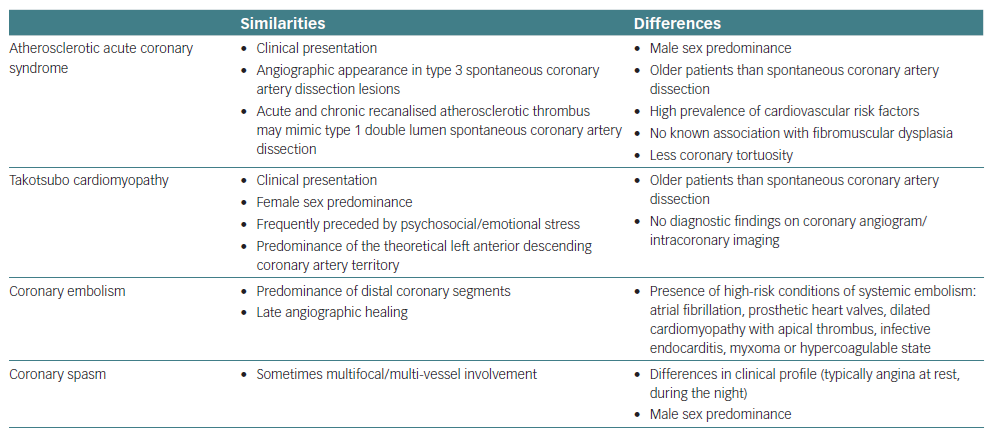 Similarities Differences
Atherosclerotic acute coronary
syndrome
• Clinical presentation
• Angiographic appearance in type 3 spontaneous coronary
artery dissection lesions
• Acute and chronic recanalised atherosclerotic thrombus
may mimic type 1 double lumen spontaneous coronary artery
dissection
• Male sex predominance
• Older patients than spontaneous coronary artery
dissection
• High prevalence of cardiovascular risk factors
• No known association with fibromuscular dysplasia
• Less coronary tortuosity
Takotsubo cardiomyopathy
• Clinical presentation
• Female sex predominance
• Frequently preceded by psychosocial/emotional stress
• Predominance of the theoretical left anterior descending
coronary artery territory
• Older patients than spontaneous coronary artery
dissection
• No diagnostic findings on coronary angiogram/
intracoronary imaging
Coronary embolism
• Predominance of distal coronary segments
• Late angiographic healing
• Presence of high-risk conditions of systemic embolism:
atrial fibrillation, prosthetic heart valves, dilated
cardiomyopathy with apical thrombus, infective
endocarditis, myxoma or hypercoagulable state
Coronary spasm
• Sometimes multifocal/multi-vessel involvement
• Differences in clinical profile (typically angina at rest,
during the night)
• Male sex predominance